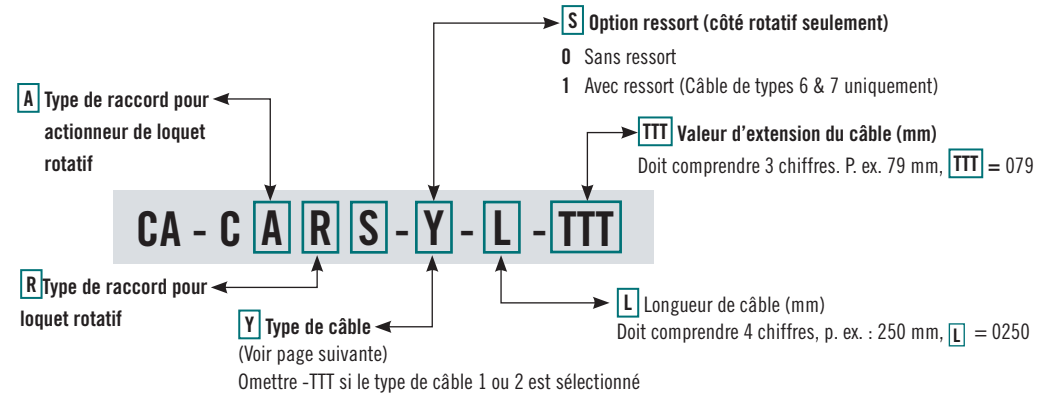 S Option ressort (côté rotatif seulement)
0 Sans ressort
1 Avec ressort (Câble de types 6 & 7 uniquement)
A Type de raccord pour
actionneur de loquet
rotatif
TTT Valeur d'extension du câble (mm)
Doit comprendre 3 chiffres. P. ex. 79 mm, TTT = 079
CA - C A R S - Y - L - TTT
R Type de raccord pour
loquet rotatif
Y Type de câble
(Voir page suivante)
Omettre -TTT si le type de câble 1 ou 2 est sélectionné
L Longueur de câble (mm)
Doit comprendre 4 chiffres, p. ex. : 250 mm, L = 0250